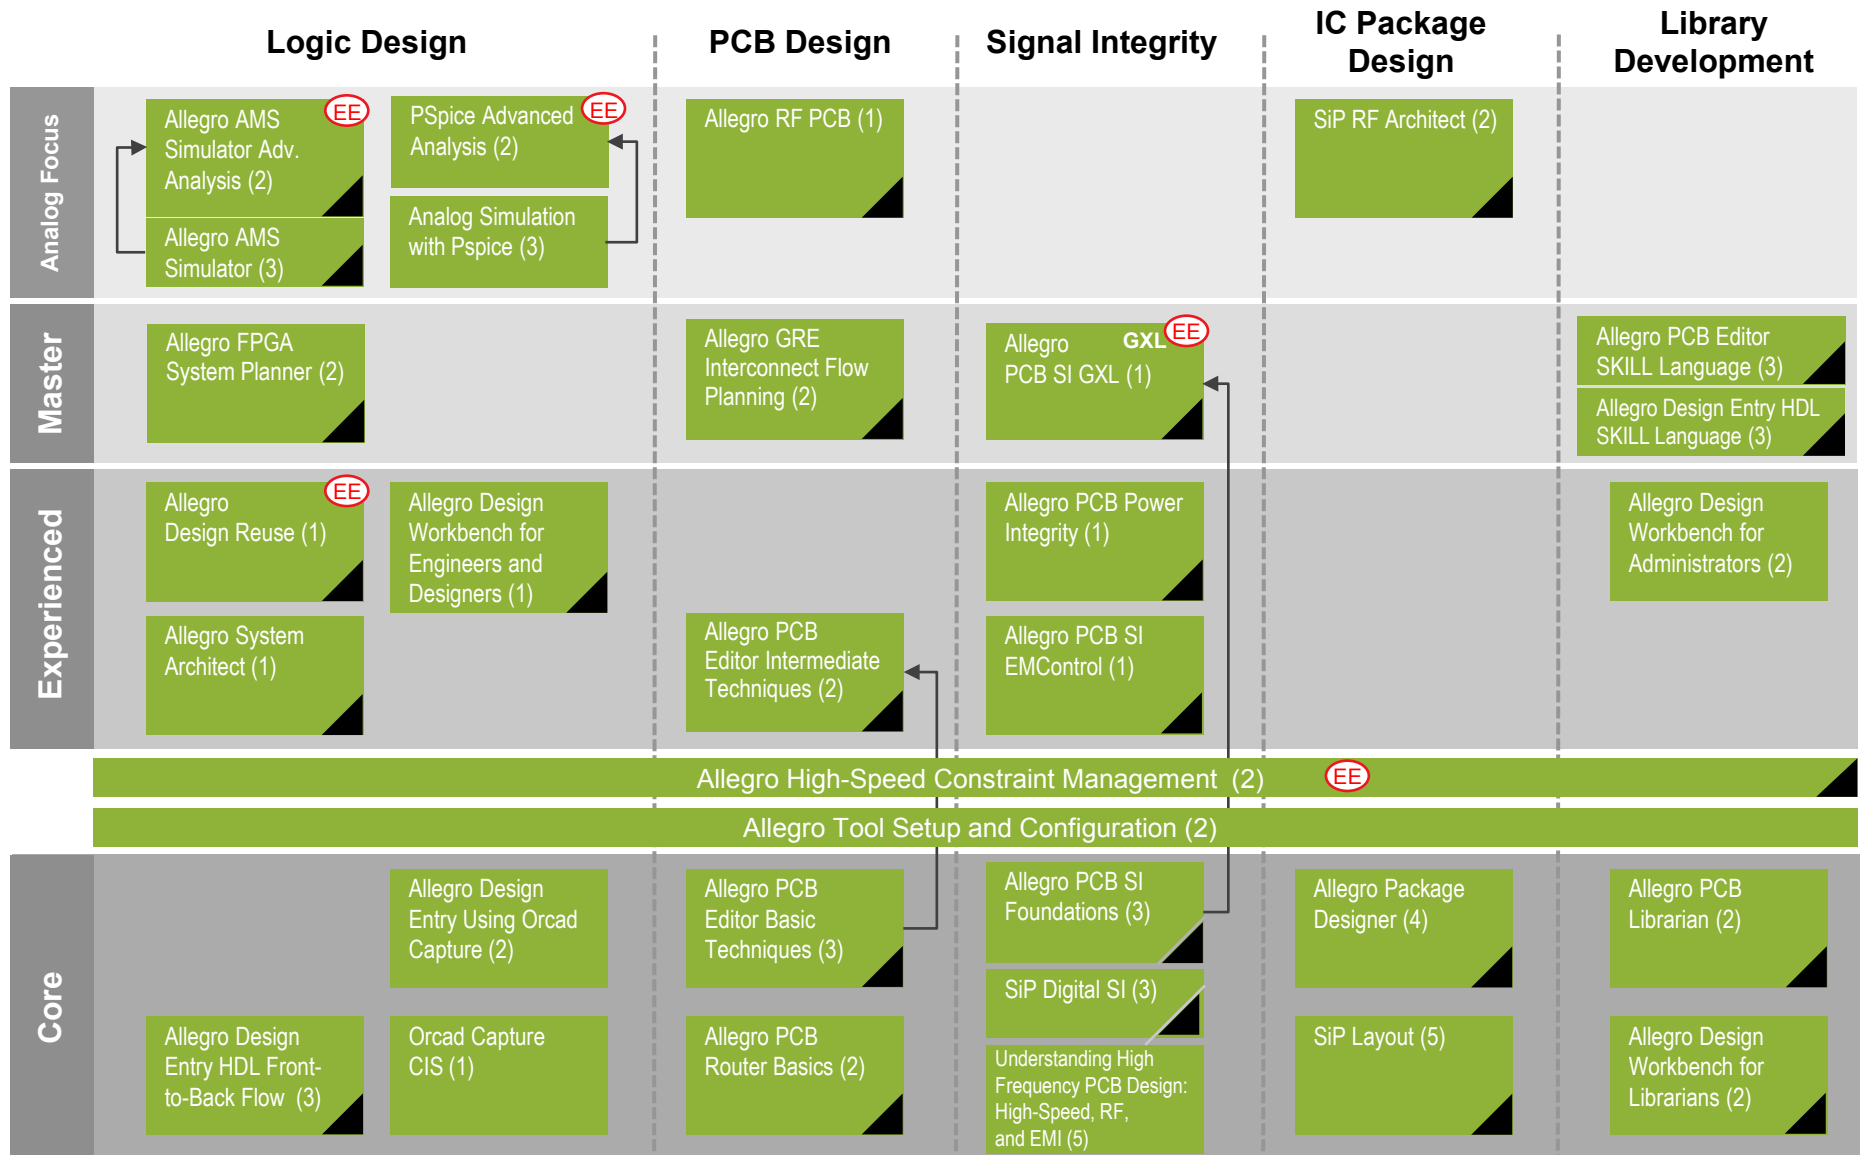 Logic Design
PCB Design
Signal Integrity
IC Package
Design
Library
Development
Analog Focus
Allegro AMS
Simulator Adv.
Analysis (2)
EE
Allegro AMS
Simulator (3)
PSpice Advanced
Analysis (2)
EE
Analog Simulation
with Pspice (3)
Allegro RF PCB (1)
SiP RF Architect (2)
Master
Allegro FPGA
System Planner (2)
Allegro GRE
Interconnect Flow
Planning (2)
Allegro
PCB SI GXL (1)
GXL
EE
Allegro PCB Editor
SKILL Language (3)
Allegro Design Entry HDL
SKILL Language (3)
Experienced
Allegro
Design Reuse (1)
EE
Allegro Design
Workbench for
Engineers and
Designers (1)
Allegro System
Architect (1)
Allegro PCB
Editor Intermediate
Techniques (2)
Allegro PCB Power
Integrity (1)
Allegro PCB SI
EMControl (1)
Allegro Design
Workbench for
Administrators (2)
Allegro High-Speed Constraint Management (2)
EE
Allegro Tool Setup and Configuration (2)
Core
Allegro Design
Entry Using Orcad
Capture (2)
Allegro Design
Entry HDL Front-
to-Back Flow (3)
Orcad Capture
CIS (1)
Allegro PCB
Editor Basic
Techniques (3)
Allegro PCB
Router Basics (2)
Allegro PCB SI
Foundations (3)
SiP Digital SI (3)
Understanding High
Frequency PCB Design:
High-Speed, RF,
and EMI (5)
Allegro Package
Designer (4)
SiP Layout (5)
Allegro PCB
Librarian (2)
Allegro Design
Workbench for
Librarians (2)